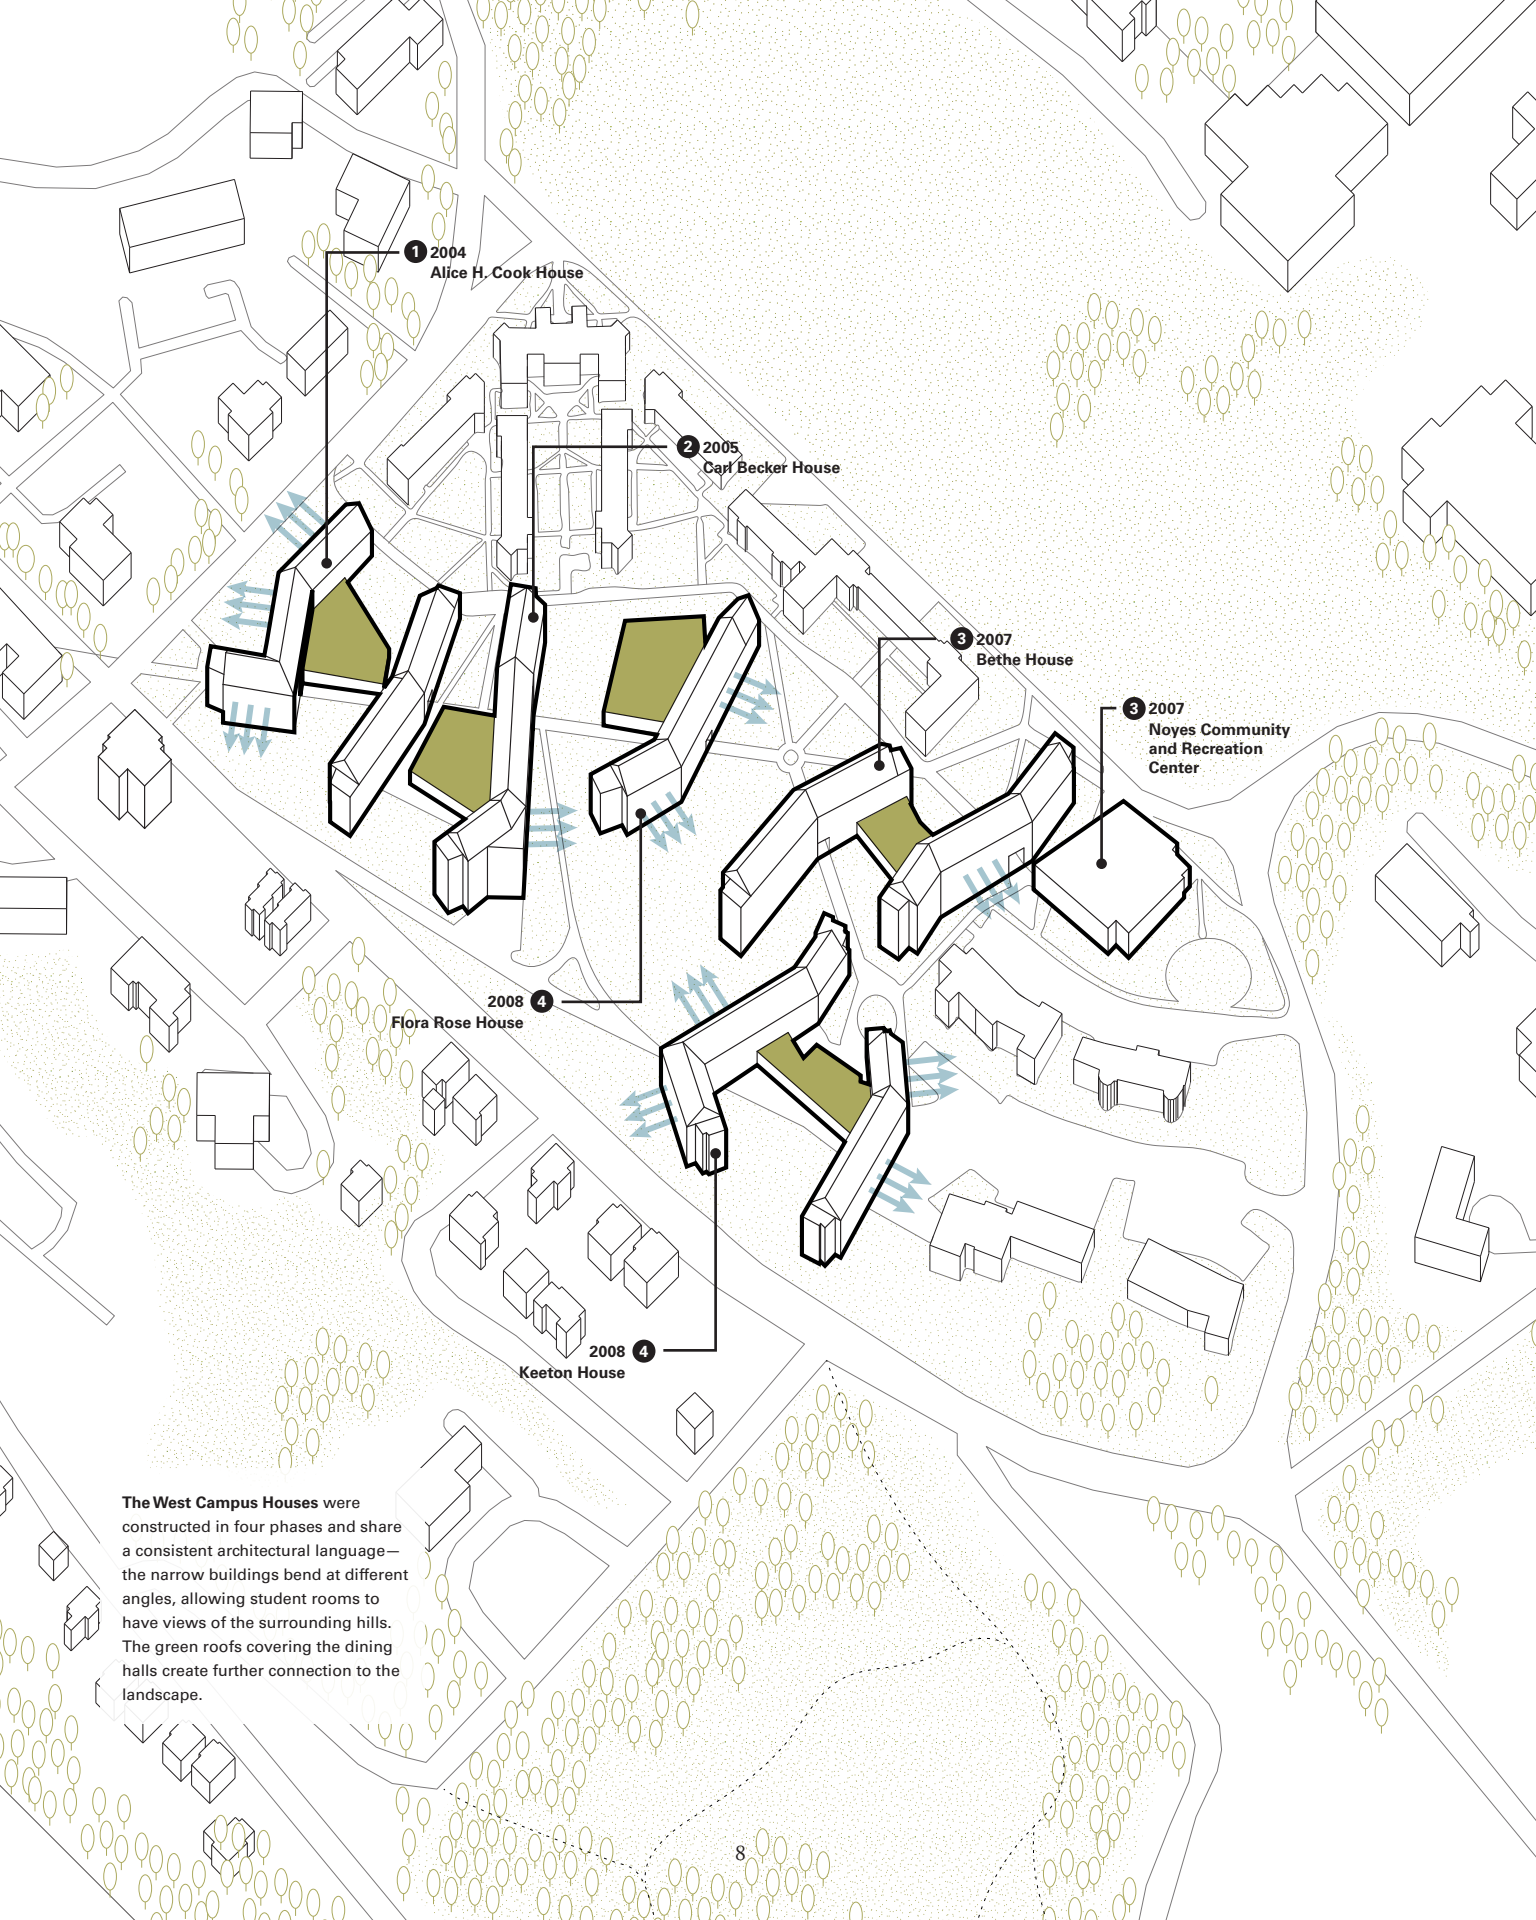 1 2004
Alice H. Cook House
2 2005
Carl Becker House
3 2007
Bethe House
3 2007
Noyes Community
and Recreation
Center
2008 4
Flora Rose House
2008 4
Keeton House
The West Campus Houses were
constructed in four phases and share
a consistent architectural language—
the narrow buildings bend at different
angles, allowing student rooms to
have views of the surrounding hills.
The green roofs covering the dining
halls create further connection to the
landscape.
8